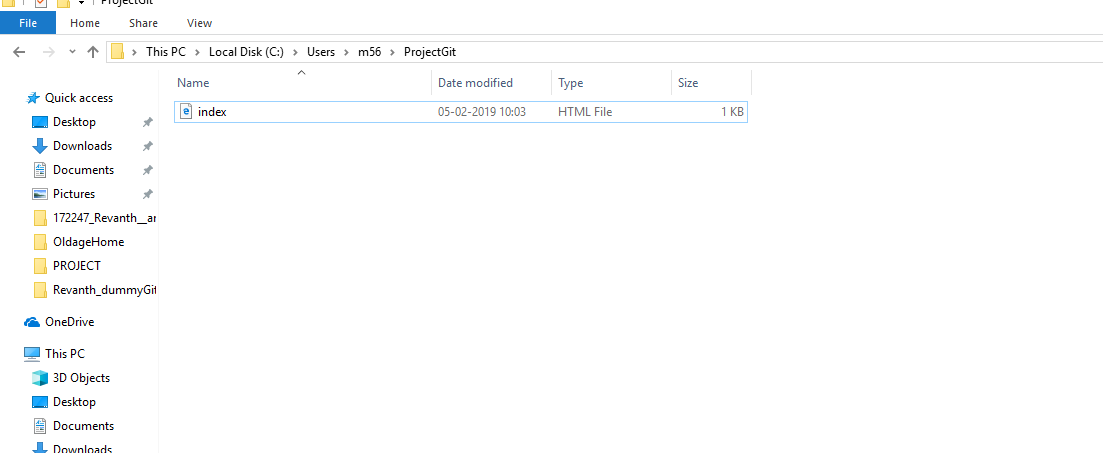 ProjectGit
File Home Share View
This PC Local Disk (C:) Users m56 ProjectGit
Name Date modified Type Size
index 05-02-2019 10:03 HTML File 1 KB
Quick access
Desktop
Downloads
Documents
Pictures
172247_Revanth__ar
OldageHome
PROJECT
Revanth_dummyGit
OneDrive
This PC
3D Objects
Desktop
Documents
Downloads